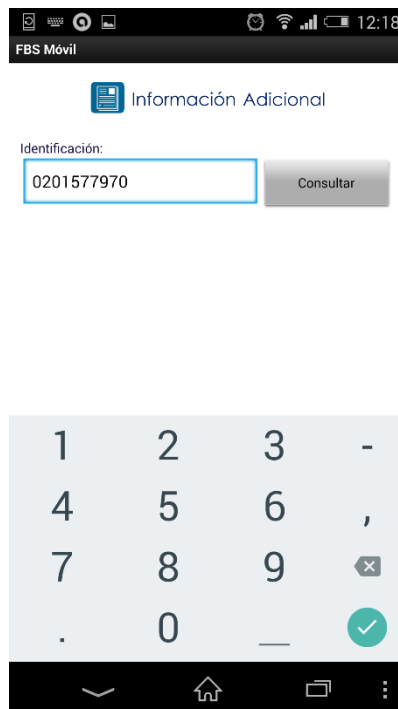 12:18
FBS Móvil
Información Adicional
Identificación:
0201577970 Consultar
1 2 3 -
4 5 6 ,
7 8 9
. 0 _